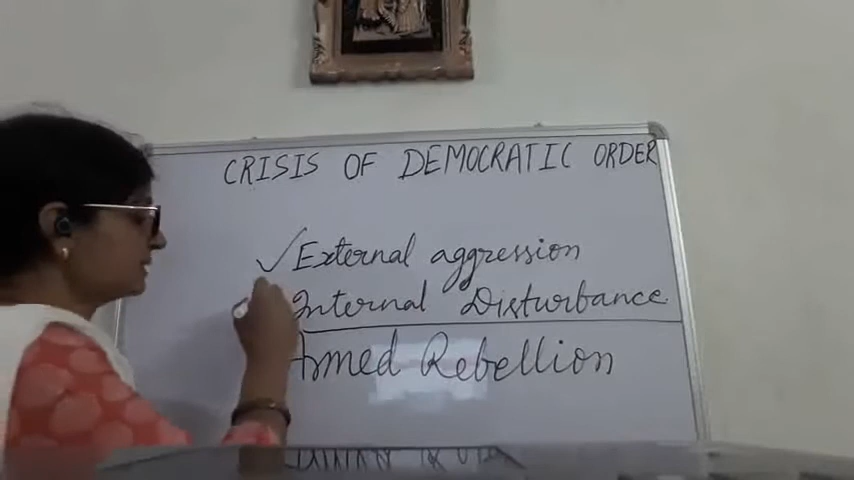 CRISIS OF DEMOCRATIC ORDER
✓ External aggression
Internal Disturbance
Armed Rebellion